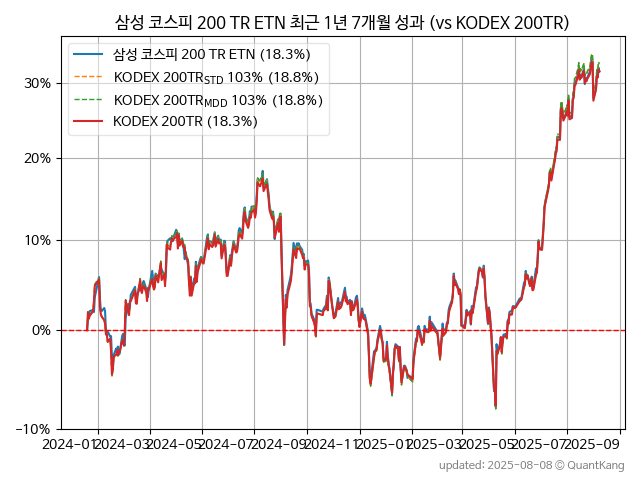 삼성 코스피 200 TR ETN 최근 1년 7개월 성과 (vs KODEX 200TR)
삼성 코스피 200 TR ETN (18.3%)
KODEX 200TR_STD 103% (18.8%)
KODEX 200TR_MDD 103% (18.8%)
KODEX 200TR (18.3%)
30%
20%
10%
0%
−10%
2024-01 2024-03 2024-05 2024-07 2024-09 2024-11 2025-01 2025-03 2025-05 2025-07 2025-09
updated: 2025-08-08 © QuantKang